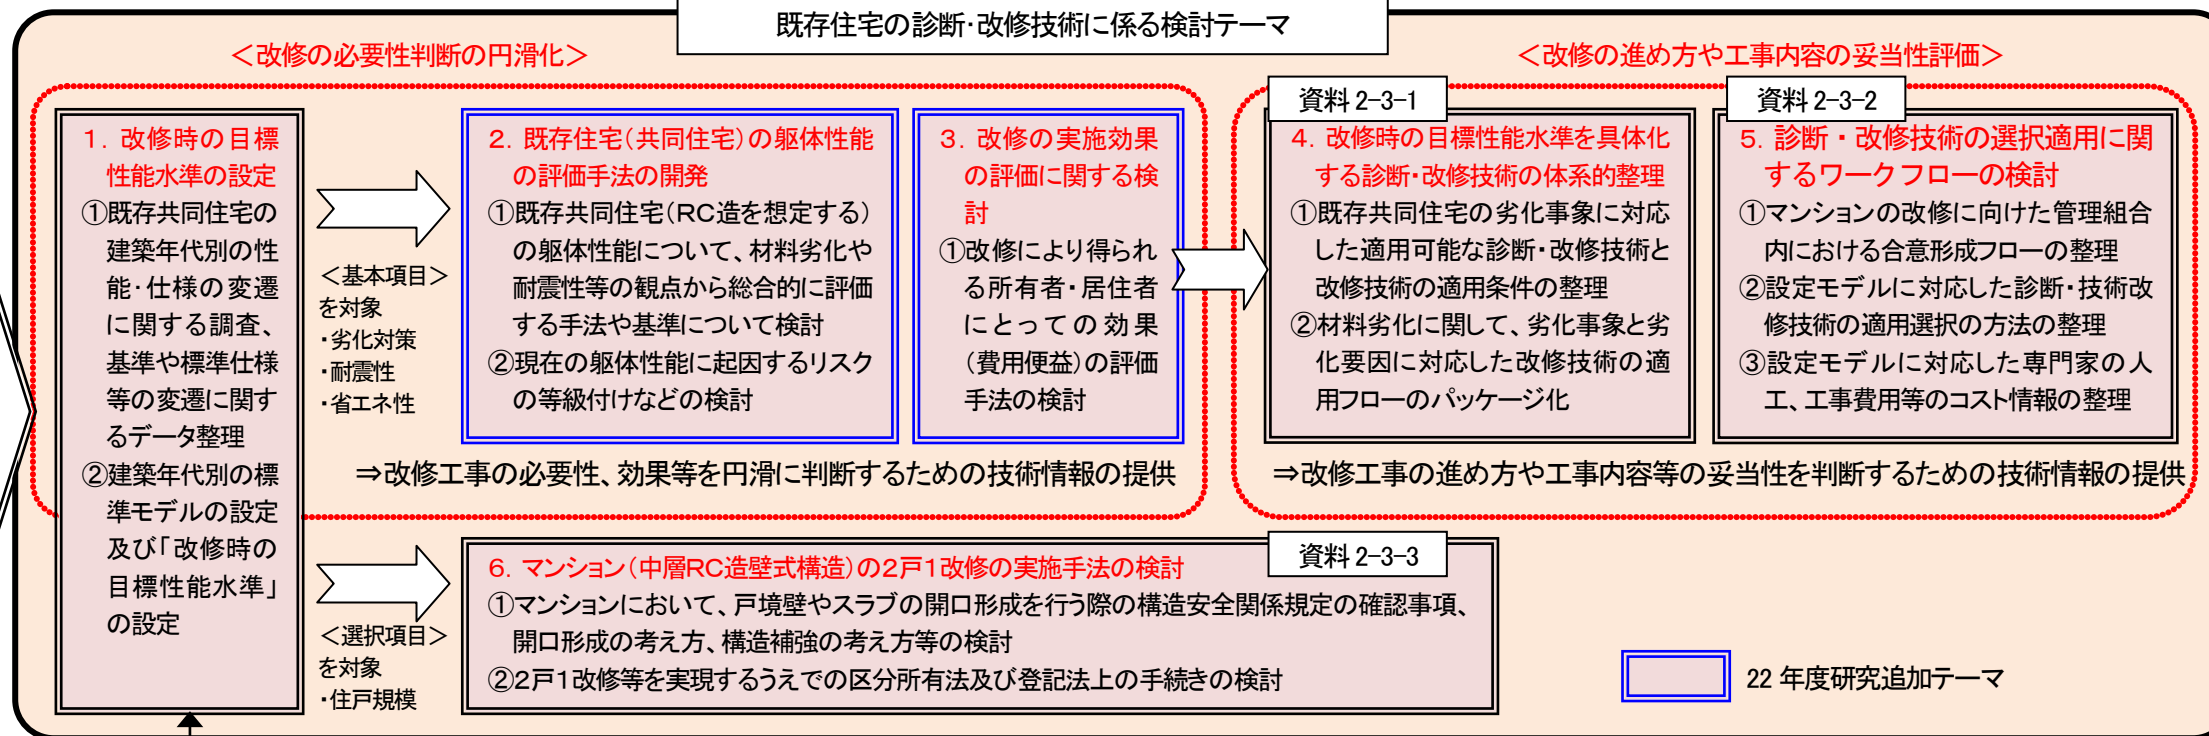 既存住宅の診断・改修技術に係る検討テーマ
＜改修の必要性判断の円滑化＞
＜改修の進め方や工事内容の妥当性評価＞
1．改修時の目標
性能水準の設定
①既存共同住宅の
建築年代別の性
能・仕様の変遷
に関する調査、
基準や標準仕様
等の変遷に関す
るデータ整理
②建築年代別の標
準モデルの設定
及び「改修時の
目標性能水準」
の設定
＜基本項目＞
を対象
・劣化対策
・耐震性
・省エネ性
2．既存住宅（共同住宅）の躯体性能
の評価手法の開発
①既存共同住宅（RC造を想定する）
の躯体性能について、材料劣化や
耐震性等の観点から総合的に評価
する手法や基準について検討
②現在の躯体性能に起因するリスク
の等級付けなどの検討
3．改修の実施効果
の評価に関する検
討
①改修により得られ
る所有者・居住者
にとっての効果
（費用便益）の評価
手法の検討
⇒改修工事の必要性、効果等を円滑に判断するための技術情報の提供
資料 2-3-1
4．改修時の目標性能水準を具体化
する診断・改修技術の体系的整理
①既存共同住宅の劣化事象に対応
した適用可能な診断・改修技術と
改修技術の適用条件の整理
②材料劣化に関して、劣化事象と劣
化要因に対応した改修技術の適
用フローのパッケージ化
資料 2-3-2
5．診断・改修技術の選択適用に関
するワークフローの検討
①マンションの改修に向けた管理組合
内における合意形成フローの整理
②設定モデルに対応した診断・技術改
修技術の適用選択の方法の整理
③設定モデルに対応した専門家の人
工、工事費用等のコスト情報の整理
⇒改修工事の進め方や工事内容等の妥当性を判断するための技術情報の提供
＜選択項目＞
を対象
・住戸規模
資料 2-3-3
6．マンション（中層RC造壁式構造）の2戸1改修の実施手法の検討
①マンションにおいて、戸境壁やスラブの開口形成を行う際の構造安全関係規定の確認事項、
開口形成の考え方、構造補強の考え方等の検討
②2戸1改修等を実現するうえでの区分所有法及び登記法上の手続きの検討
22 年度研究追加テーマ